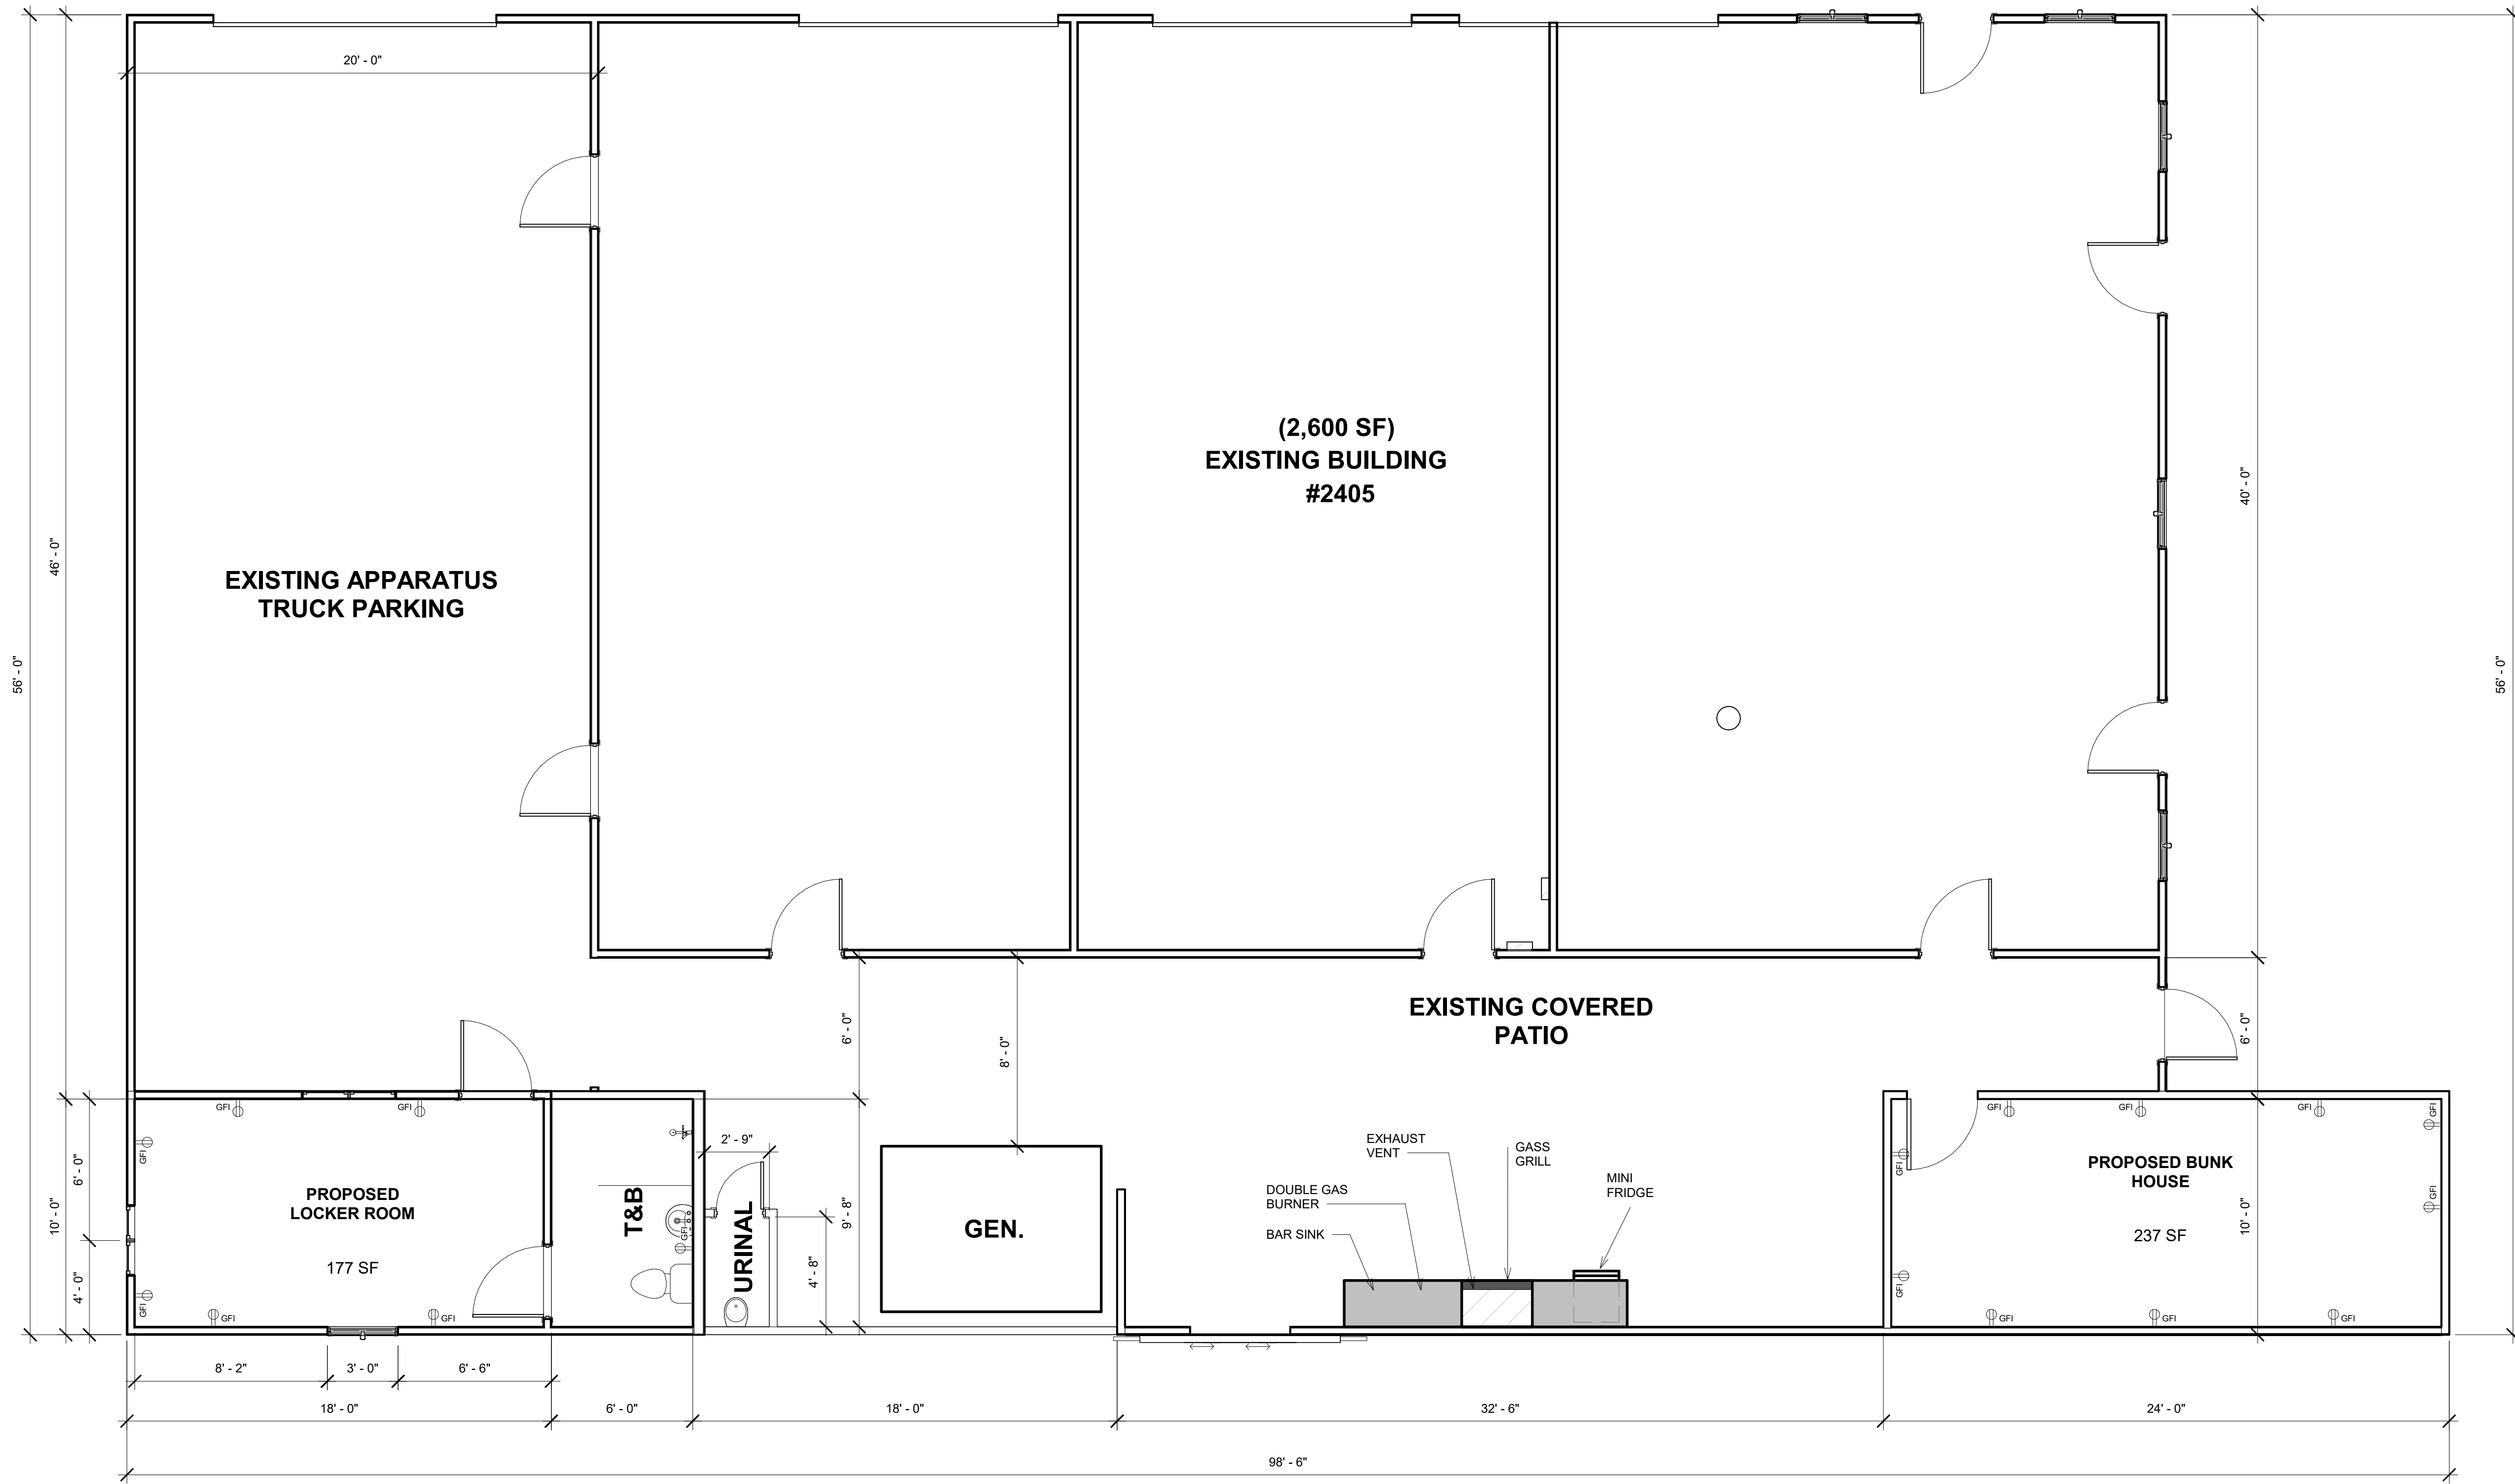 20' - 0"
(2,600 SF)
EXISTING BUILDING
#2405
40' - 0"
46' - 0"
EXISTING APPARATUS
TRUCK PARKING
56' - 0"
56' - 0"
EXISTING COVERED
PATIO
6' - 0"
8' - 0"
6' - 0"
GFI
GFI
GFI
GFI
GFI
GFI
GFI
GFI
2' - 9"
EXHAUST
VENT
GASS
GRILL
MINI
FRIDGE
DOUBLE GAS
BURNER
BAR SINK
PROPOSED BUNK
HOUSE
237 SF
10' - 0"
GFI
GFI
6' - 0"
10' - 0"
4' - 0"
PROPOSED
LOCKER ROOM
177 SF
T&B
GFI
URINAL
4' - 8"
9' - 8"
GEN.
GFI
GFI
GFI
GFI
GFI
GFI
8' - 2"
3' - 0"
6' - 6"
18' - 0"
6' - 0"
18' - 0"
32' - 6"
24' - 0"
98' - 6"